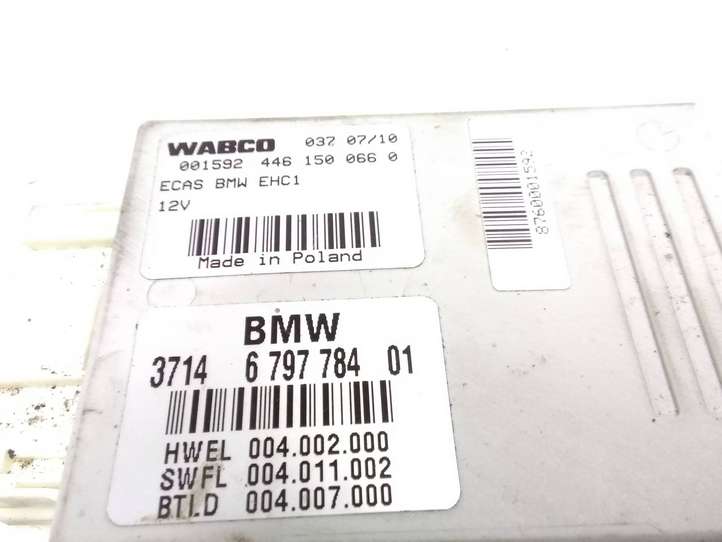 WABCO 037 07/10
001592 446 150 066 0
ECAS BMW EHC1
12V
Made in Poland
8760001592
BMW
3714 6 797 784 01
HWEL 004.002.000
SWFL 004.011.002
BTLD 004.007.000